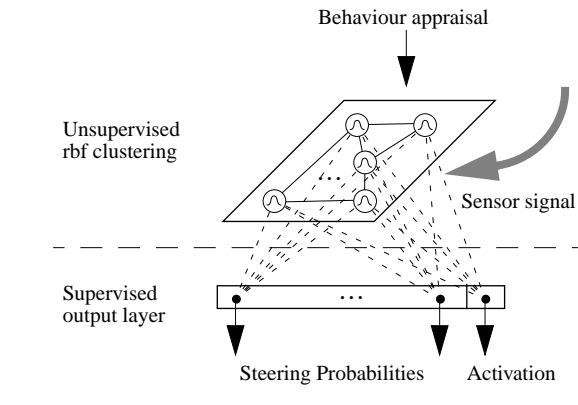 Behaviour appraisal
Unsupervised
rbf clustering
. . .
Sensor signal
Supervised
output layer
. . .
Steering Probabilities
Activation